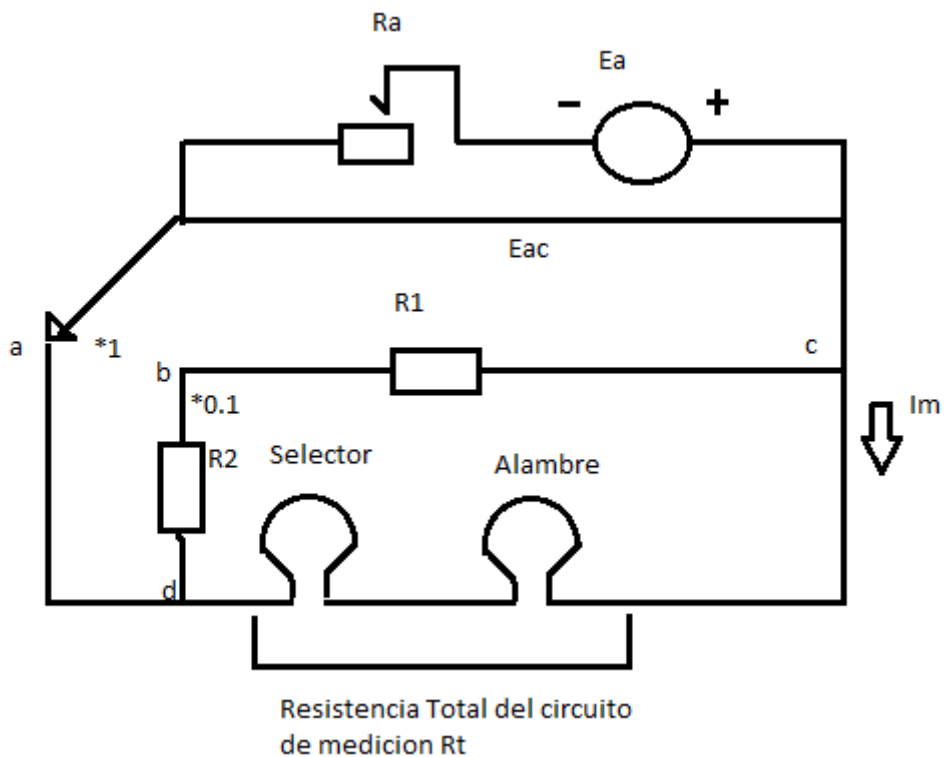 Ra
Ea
- +
Eac
R1
a *1
b
c
*0.1
Im
R2
Selector
Alambre
d
Resistencia Total del circuito
de medicion Rt